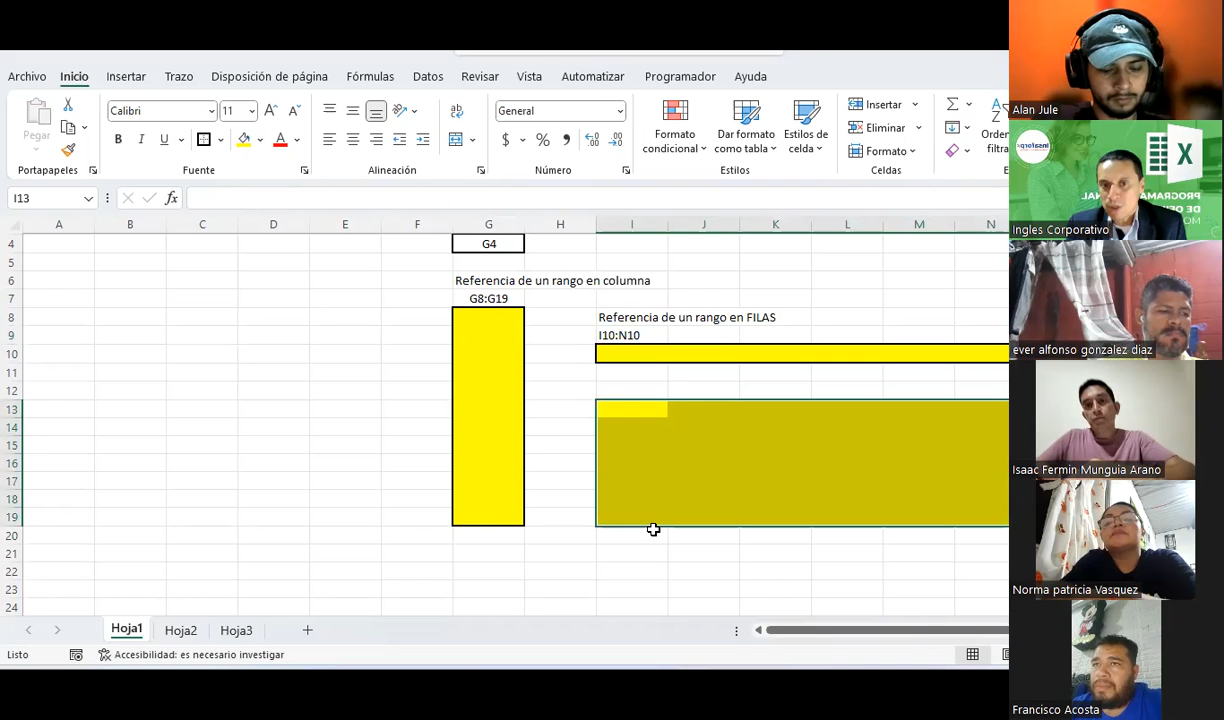 Archivo Inicio Insertar Trazo Disposición de página Fórmulas Datos Revisar Vista Automatizar Programador Ayuda
Pegar
Portapapeles
Calibri 11
N I S
Fuente
Alineación
General
$ % ,
Número
Formato condicional
Dar formato como tabla
Estilos de celda
Estilos
Insertar
Eliminar
Formato
Celdas
Orden
filtra
I13
fx
A B C D E F G H I J K L M N
4 G4
5
6 Referencia de un rango en columna
7 G8:G19
8 Referencia de un rango en FILAS
9 I10:N10
10
11
12
13
14
15
16
17
18
19
20
21
22
23
24
Hoja1 Hoja2 Hoja3
Listo Accesibilidad: es necesario investigar
Alan Jule
Ingles Corporativo
ever alfonso gonzalez diaz
Isaac Fermin Munguia Arano
Norma patricia Vasquez
Francisco Acosta